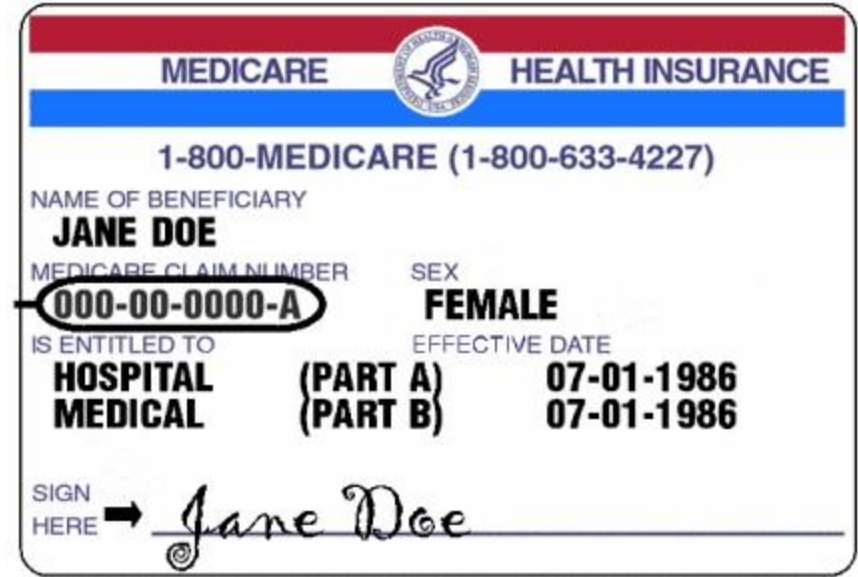 MEDICARE HEALTH INSURANCE
1-800-MEDICARE (1-800-633-4227)
NAME OF BENEFICIARY
JANE DOE
MEDICARE CLAIM NUMBER SEX
000-00-0000-A FEMALE
IS ENTITLED TO EFFECTIVE DATE
HOSPITAL (PART A) 07-01-1986
MEDICAL (PART B) 07-01-1986
SIGN
HERE Jane Doe